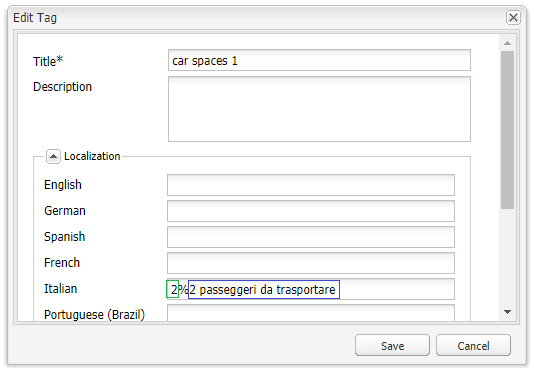 Edit Tag
Title*
car spaces 1
Description
Localization
English
German
Spanish
French
Italian
2%2 passeggeri da trasportare
Portuguese (Brazil)
Save
Cancel